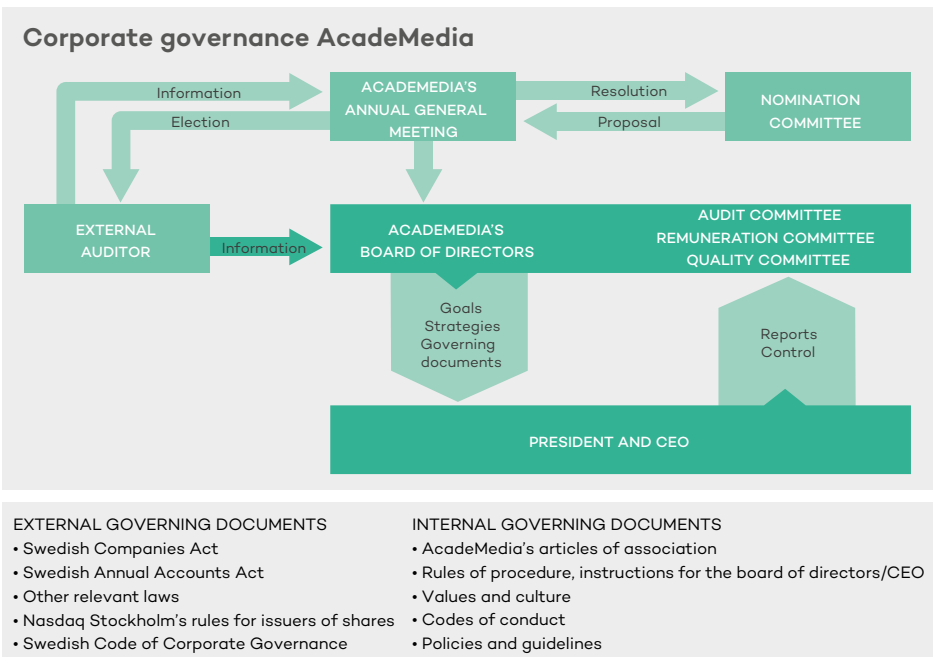 Corporate governance AcadeMedia
Information
Election
ACADEMEDIA'S
ANNUAL GENERAL
MEETING
Resolution
Proposal
NOMINATION
COMMITTEE
EXTERNAL
AUDITOR
Information
ACADEMEDIA'S
BOARD OF DIRECTORS
AUDIT COMMITTEE
REMUNERATION COMMITTEE
QUALITY COMMITTEE
Goals
Strategies
Governing
documents
Reports
Control
PRESIDENT AND CEO
EXTERNAL GOVERNING DOCUMENTS
• Swedish Companies Act
• Swedish Annual Accounts Act
• Other relevant laws
• Nasdaq Stockholm's rules for issuers of shares
• Swedish Code of Corporate Governance
INTERNAL GOVERNING DOCUMENTS
• AcadeMedia's articles of association
• Rules of procedure, instructions for the board of directors/CEO
• Values and culture
• Codes of conduct
• Policies and guidelines